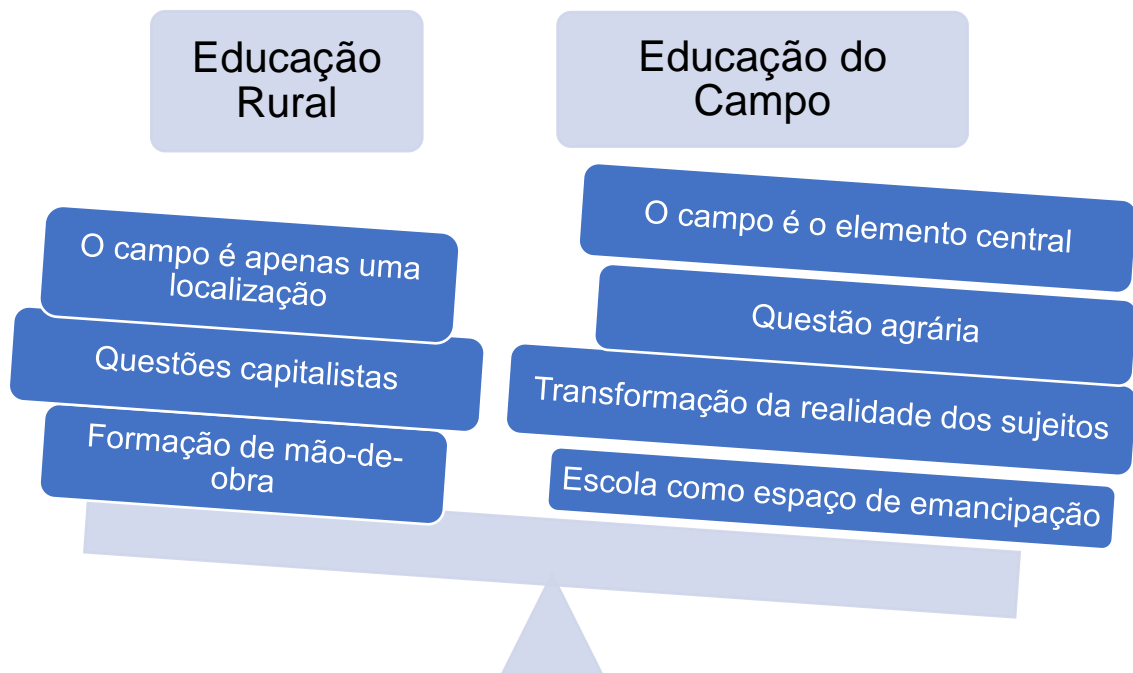 Educação
Rural
O campo é apenas uma
localização
Questões capitalistas
Formação de mão-de-
obra
Educação do
Campo
O campo é o elemento central
Questão agrária
Transformação da realidade dos sujeitos
Escola como espaço de emancipação